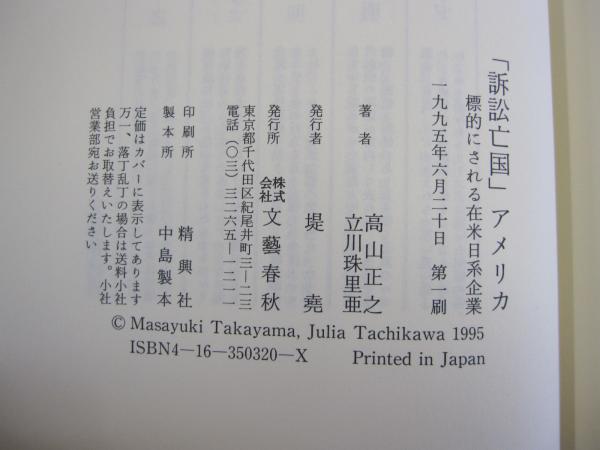 「訴訟亡国」アメリカ
標的にされる在米日系企業
一九九五年六月二十日　第一刷
著者　高山正之
立川珠里亜
発行者　堤堯
発行所　株式会社文藝春秋
東京都千代田区紀尾井町三―二三
電話（〇三）三二六五―一二一一
印刷所　精興社
製本所　中島製本
定価はカバーに表示してあります
万一、落丁乱丁の場合は送料小社
負担でお取替えいたします。小社
営業部宛お送りください
© Masayuki Takayama, Julia Tachikawa 1995
ISBN4―16―350320―X　Printed in Japan